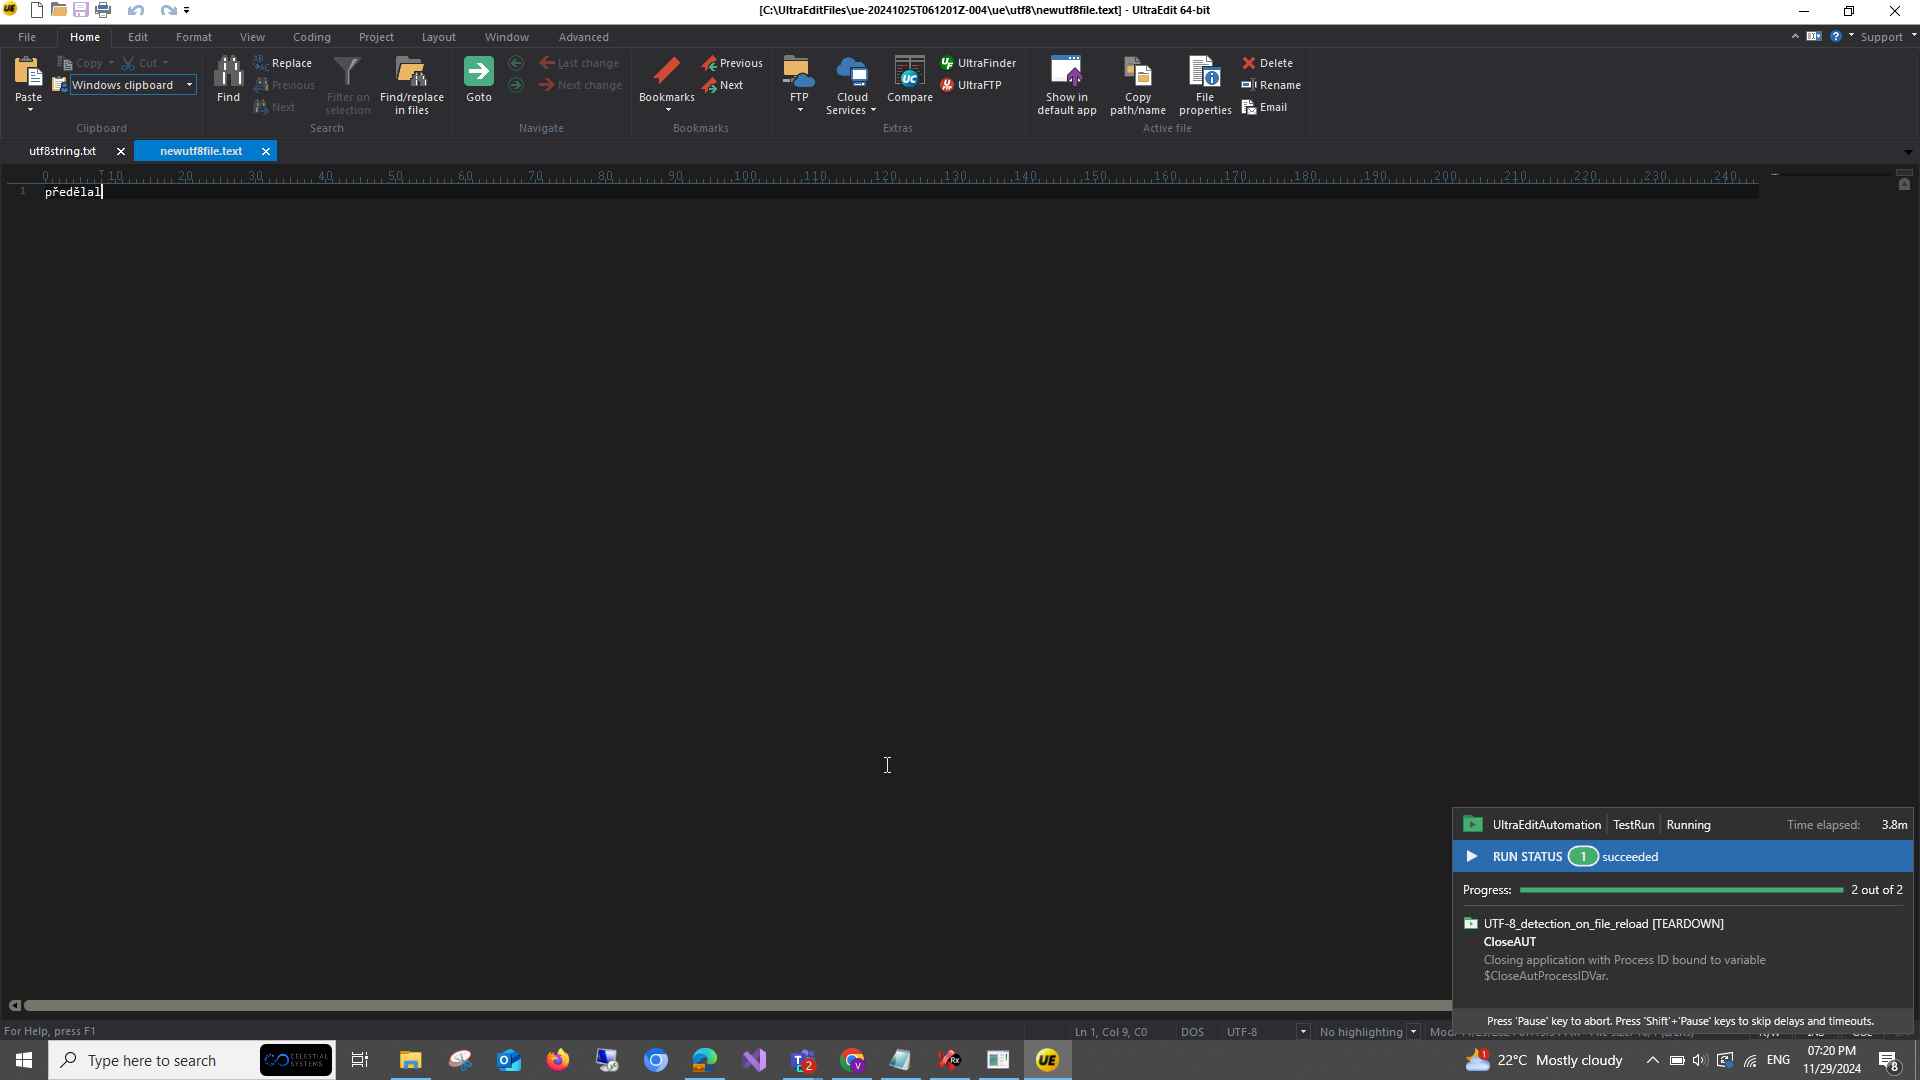 [C:\UltraEditFiles\ue-20241025T061201Z-004\ue\utf8\newutf8file.text] - UltraEdit 64-bit
File Home Edit Format View Coding Project Layout Window Advanced Support
Paste Copy Cut Windows clipboard
Clipboard
Find Replace Previous Next Filter on selection Find/replace in files
Search
Goto Last change Next change
Navigate
Bookmarks Previous Next
Bookmarks
FTP Cloud Services Compare UltraFinder UltraFTP
Extras
Show in default app Copy path/name File properties Delete Rename Email
Active file
utf8string.txt newutf8file.text
0 10 20 30 40 50 60 70 80 90 100 110 120 130 140 150 160 170 180 190 200 210 220 230 240
1 předělal
UltraEditAutomation TestRun Running Time elapsed: 3.8m
RUN STATUS 1 succeeded
Progress: 2 out of 2
UTF-8_detection_on_file_reload [TEARDOWN]
CloseAUT
Closing application with Process ID bound to variable
$CloseAutProcessIDVar.
Press 'Pause' key to abort. Press 'Shift'+'Pause' keys to skip delays and timeouts.
For Help, press F1 Ln 1, Col 9, C0 DOS UTF-8 No highlighting
Type here to search CELESTIAL SYSTEMS 22°C Mostly cloudy ENG 07:20 PM
11/29/2024 8